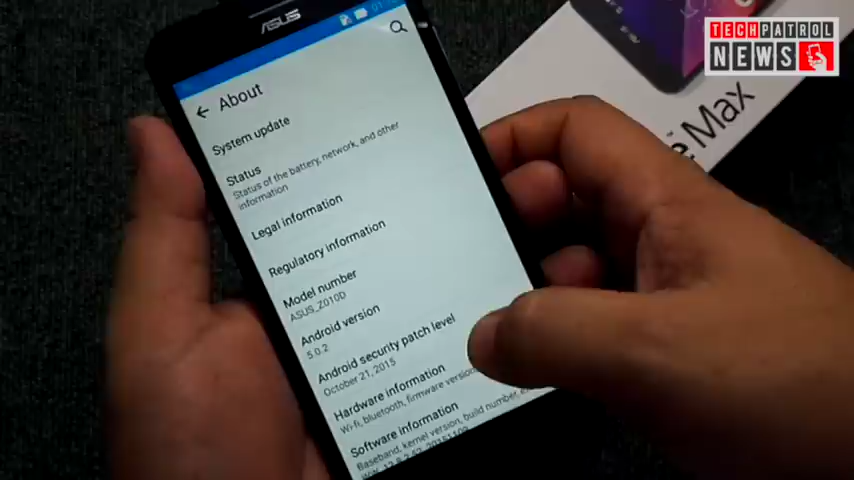 TECHPATROL
NEWS
ASUS
About
System update
Status
Status of the battery, network, and other
information
Legal information
Regulatory information
Model number
ASUS_Z010D
Android version
5.0.2
Android security patch level
October 21, 2015
Hardware information
Wi-fi, bluetooth, firmware versions
Software information
Baseband, kernel version, build number,
Max